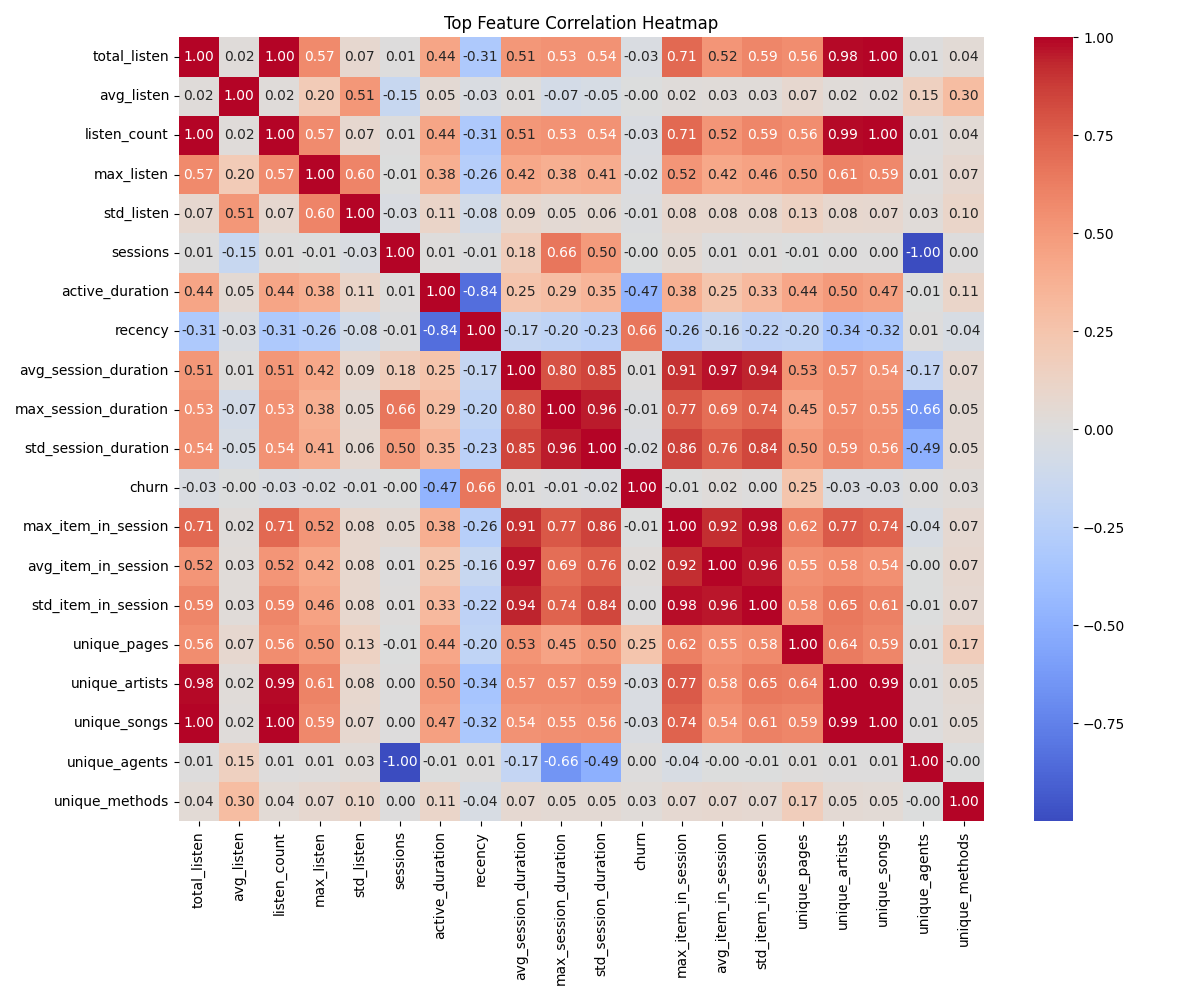 Top Feature Correlation Heatmap
total_listen 1.00 0.02 1.00 0.57 0.07 0.01 0.44 -0.31 0.51 0.53 0.54 -0.03 0.71 0.52 0.59 0.56 0.98 1.00 0.01 0.04
avg_listen 0.02 1.00 0.02 0.20 0.51 -0.15 0.05 -0.03 0.01 -0.07 -0.05 -0.00 0.02 0.03 0.03 0.07 0.02 0.02 0.15 0.30
listen_count 1.00 0.02 1.00 0.57 0.07 0.01 0.44 -0.31 0.51 0.53 0.54 -0.03 0.71 0.52 0.59 0.56 0.99 1.00 0.01 0.04
max_listen 0.57 0.20 0.57 1.00 0.60 -0.01 0.38 -0.26 0.42 0.38 0.41 -0.02 0.52 0.42 0.46 0.50 0.61 0.59 0.01 0.07
std_listen 0.07 0.51 0.07 0.60 1.00 -0.03 0.11 -0.08 0.09 0.05 0.06 -0.01 0.08 0.08 0.08 0.13 0.08 0.07 0.03 0.10
sessions 0.01 -0.15 0.01 -0.01 -0.03 1.00 0.01 -0.01 0.18 0.66 0.50 -0.00 0.05 0.01 0.01 -0.01 0.00 0.00 -1.00 0.00
active_duration 0.44 0.05 0.44 0.38 0.11 0.01 1.00 -0.84 0.25 0.29 0.35 -0.47 0.38 0.25 0.33 0.44 0.50 0.47 -0.01 0.11
recency -0.31 -0.03 -0.31 -0.26 -0.08 -0.01 -0.84 1.00 -0.17 -0.20 -0.23 0.66 -0.26 -0.16 -0.22 -0.20 -0.34 -0.32 0.01 -0.04
avg_session_duration 0.51 0.01 0.51 0.42 0.09 0.18 0.25 -0.17 1.00 0.80 0.85 0.01 0.91 0.97 0.94 0.53 0.57 0.54 -0.17 0.07
max_session_duration 0.53 -0.07 0.53 0.38 0.05 0.66 0.29 -0.20 0.80 1.00 0.96 -0.01 0.77 0.69 0.74 0.45 0.57 0.55 -0.66 0.05
std_session_duration 0.54 -0.05 0.54 0.41 0.06 0.50 0.35 -0.23 0.85 0.96 1.00 -0.02 0.86 0.76 0.84 0.50 0.59 0.56 -0.49 0.05
churn -0.03 -0.00 -0.03 -0.02 -0.01 -0.00 -0.47 0.66 0.01 -0.01 -0.02 1.00 -0.01 0.02 0.00 0.25 -0.03 -0.03 0.00 0.03
max_item_in_session 0.71 0.02 0.71 0.52 0.08 0.05 0.38 -0.26 0.91 0.77 0.86 -0.01 1.00 0.92 0.98 0.62 0.77 0.74 -0.04 0.07
avg_item_in_session 0.52 0.03 0.52 0.42 0.08 0.01 0.25 -0.16 0.97 0.69 0.76 0.02 0.92 1.00 0.96 0.55 0.58 0.54 -0.00 0.07
std_item_in_session 0.59 0.03 0.59 0.46 0.08 0.01 0.33 -0.22 0.94 0.74 0.84 0.00 0.98 0.96 1.00 0.58 0.65 0.61 -0.01 0.07
unique_pages 0.56 0.07 0.56 0.50 0.13 -0.01 0.44 -0.20 0.53 0.45 0.50 0.25 0.62 0.55 0.58 1.00 0.64 0.59 0.01 0.17
unique_artists 0.98 0.02 0.99 0.61 0.08 0.00 0.50 -0.34 0.57 0.57 0.59 -0.03 0.77 0.58 0.65 0.64 1.00 0.99 0.01 0.05
unique_songs 1.00 0.02 1.00 0.59 0.07 0.00 0.47 -0.32 0.54 0.55 0.56 -0.03 0.74 0.54 0.61 0.59 0.99 1.00 0.01 0.05
unique_agents 0.01 0.15 0.01 0.01 0.03 -1.00 -0.01 0.01 -0.17 -0.66 -0.49 0.00 -0.04 -0.00 -0.01 0.01 0.01 0.01 1.00 -0.00
unique_methods 0.04 0.30 0.04 0.07 0.10 0.00 0.11 -0.04 0.07 0.05 0.05 0.03 0.07 0.07 0.07 0.17 0.05 0.05 -0.00 1.00
total_listen
avg_listen
listen_count
max_listen
std_listen
sessions
active_duration
recency
avg_session_duration
max_session_duration
std_session_duration
churn
max_item_in_session
avg_item_in_session
std_item_in_session
unique_pages
unique_artists
unique_songs
unique_agents
unique_methods
1.00
0.75
0.50
0.25
0.00
−0.25
−0.50
−0.75